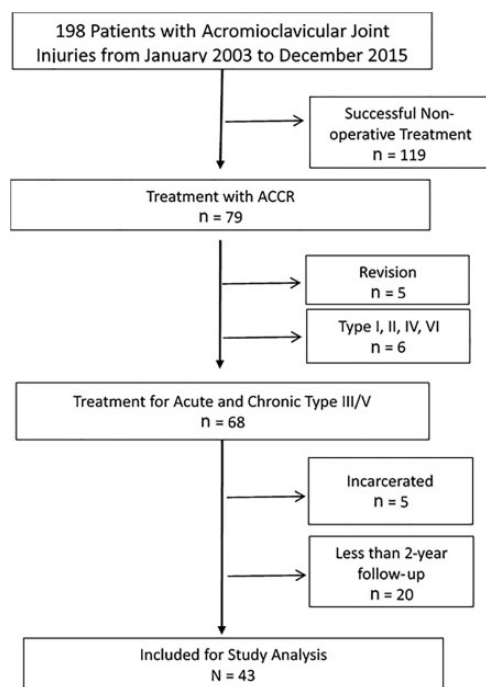 198 Patients with Acromioclavicular Joint
Injuries from January 2003 to December 2015
Successful Non-
operative Treatment
n = 119
Treatment with ACCR
n = 79
Revision
n = 5
Type I, II, IV, VI
n = 6
Treatment for Acute and Chronic Type III/V
n = 68
Incarcerated
n = 5
Less than 2-year
follow-up
n = 20
Included for Study Analysis
N = 43